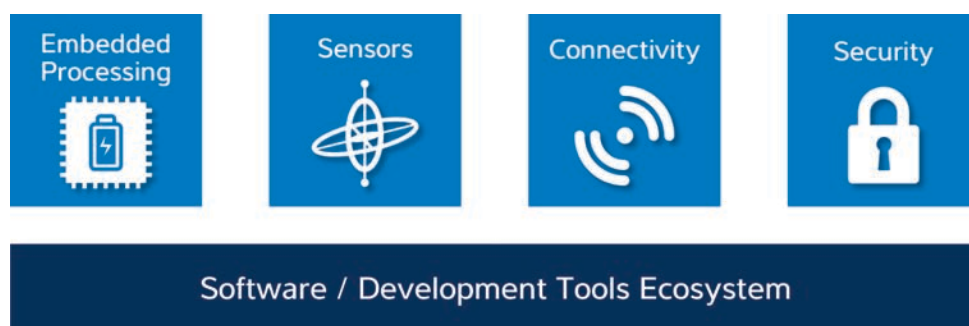 Embedded
Processing
Sensors
Connectivity
Security
Software / Development Tools Ecosystem